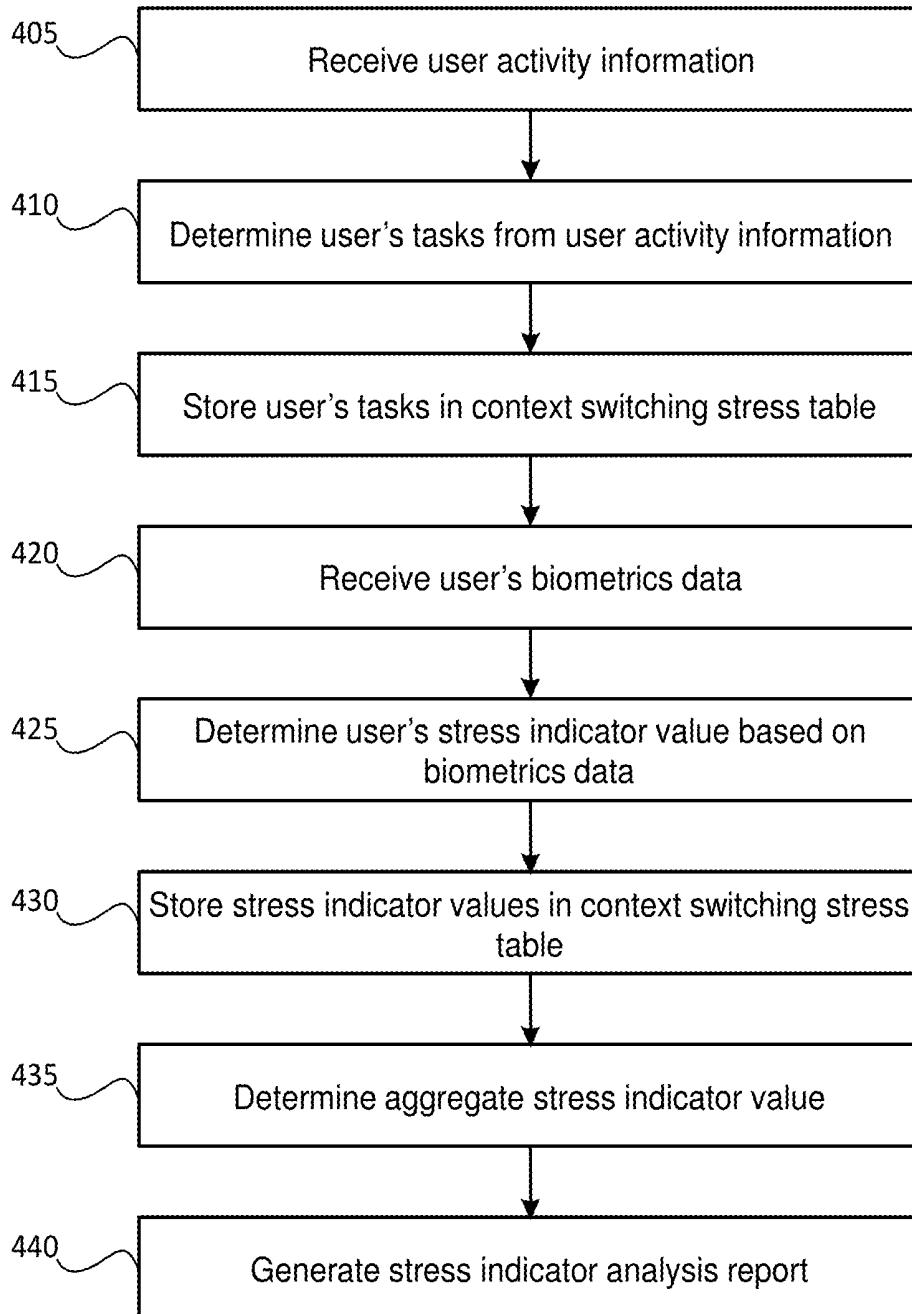 405
Receive user activity information
410
Determine user's tasks from user activity information
415
Store user's tasks in context switching stress table
420
Receive user's biometrics data
425
Determine user's stress indicator value based on
biometrics data
430
Store stress indicator values in context switching stress
table
435
Determine aggregate stress indicator value
440
Generate stress indicator analysis report